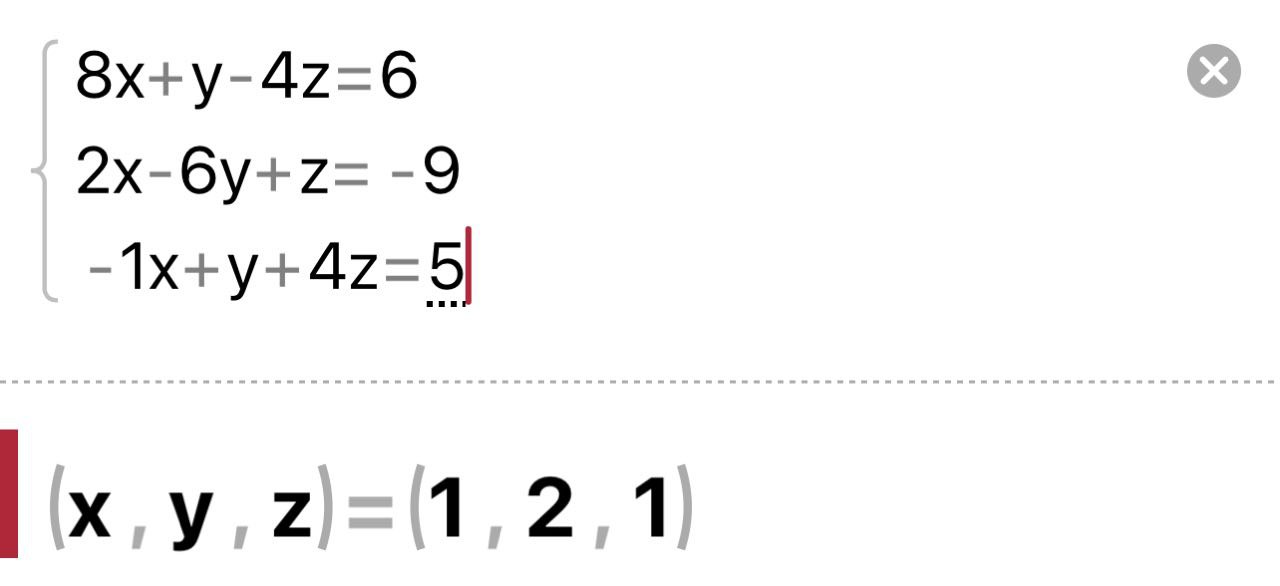 8x+y-4z=6
2x-6y+z= -9
-1x+y+4z=5
(x , y , z)=(1 , 2 , 1)